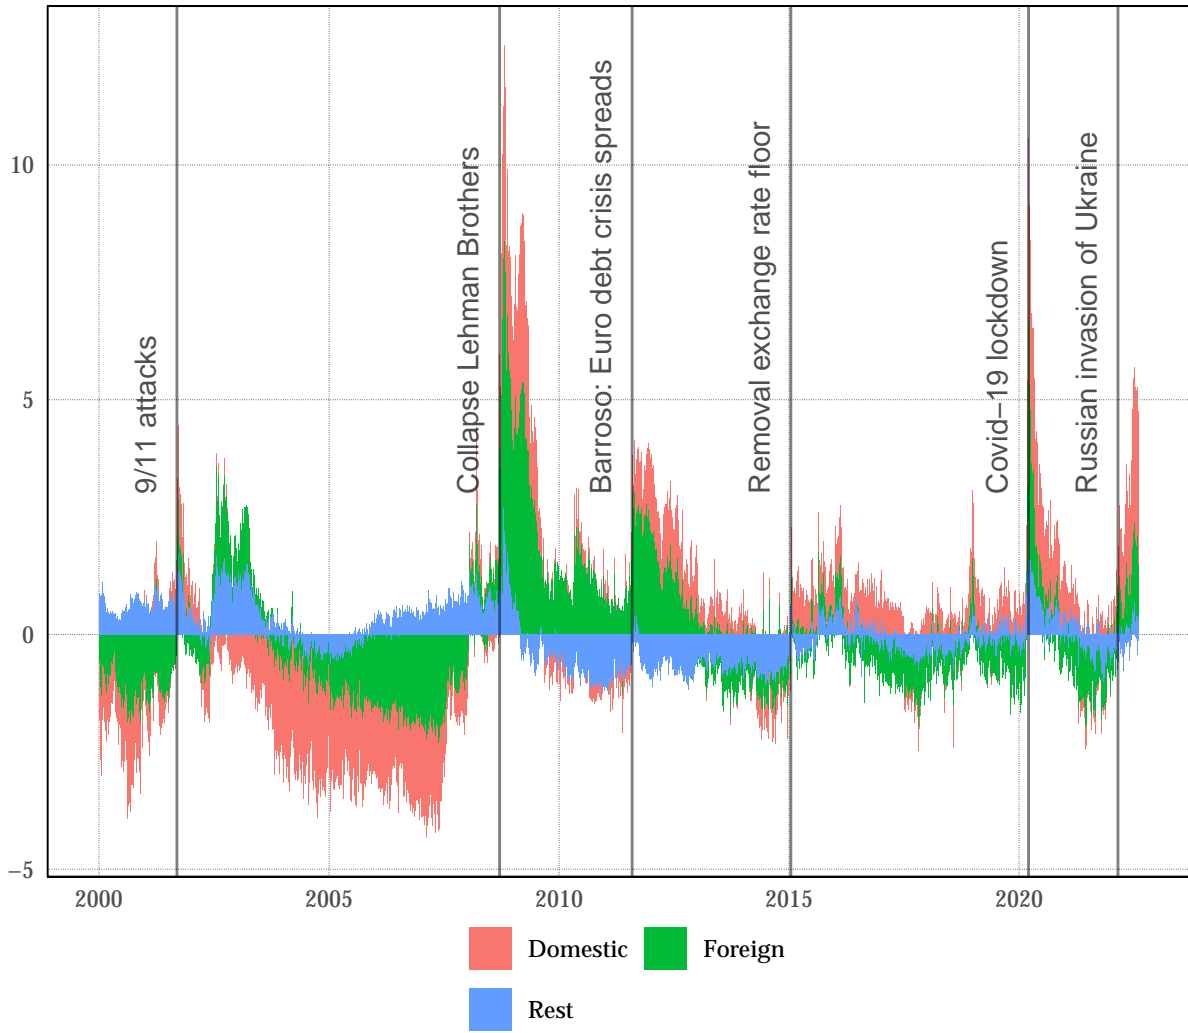 10
5
0
−5
9/11 attacks
Collapse Lehman Brothers
Barroso: Euro debt crisis spreads
Removal exchange rate floor
Covid−19 lockdown
Russian invasion of Ukraine
2000 2005 2010 2015 2020
Domestic Foreign
Rest